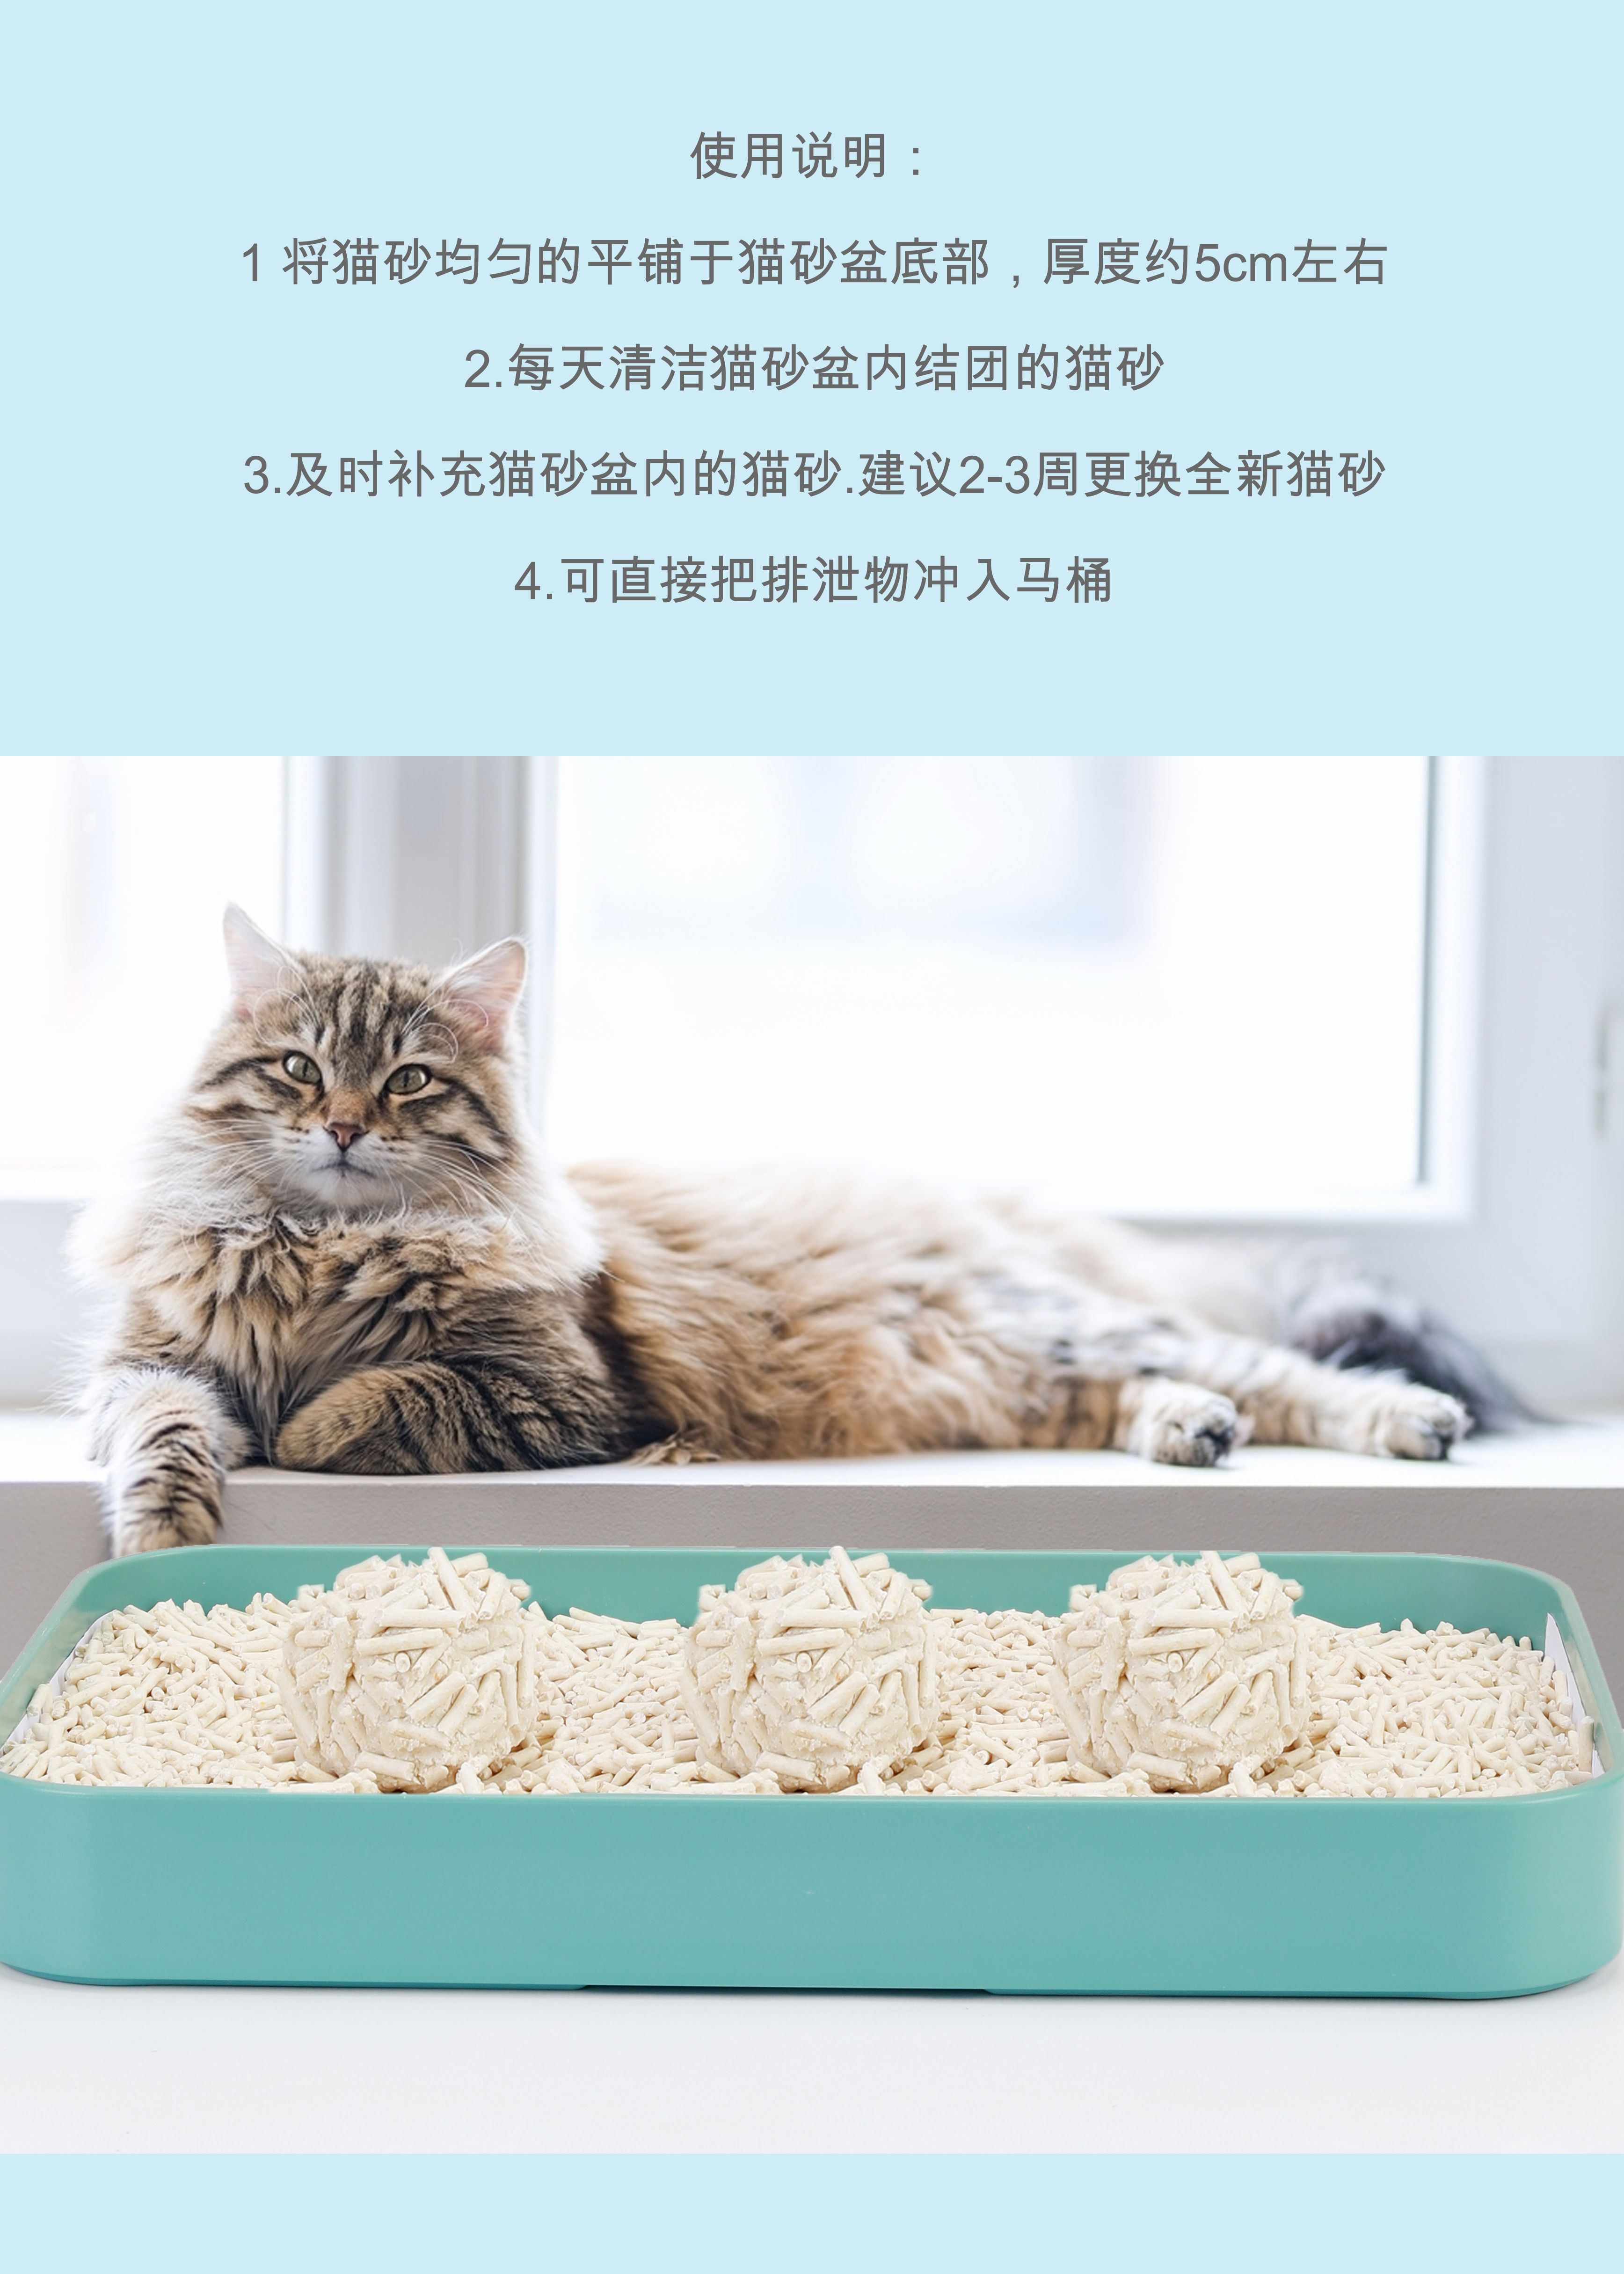 使用说明：
1 将猫砂均匀的平铺于猫砂盆底部，厚度约5cm左右
2.每天清洁猫砂盆内结团的猫砂
3.及时补充猫砂盆内的猫砂.建议2-3周更换全新猫砂
4.可直接把排泄物冲入马桶